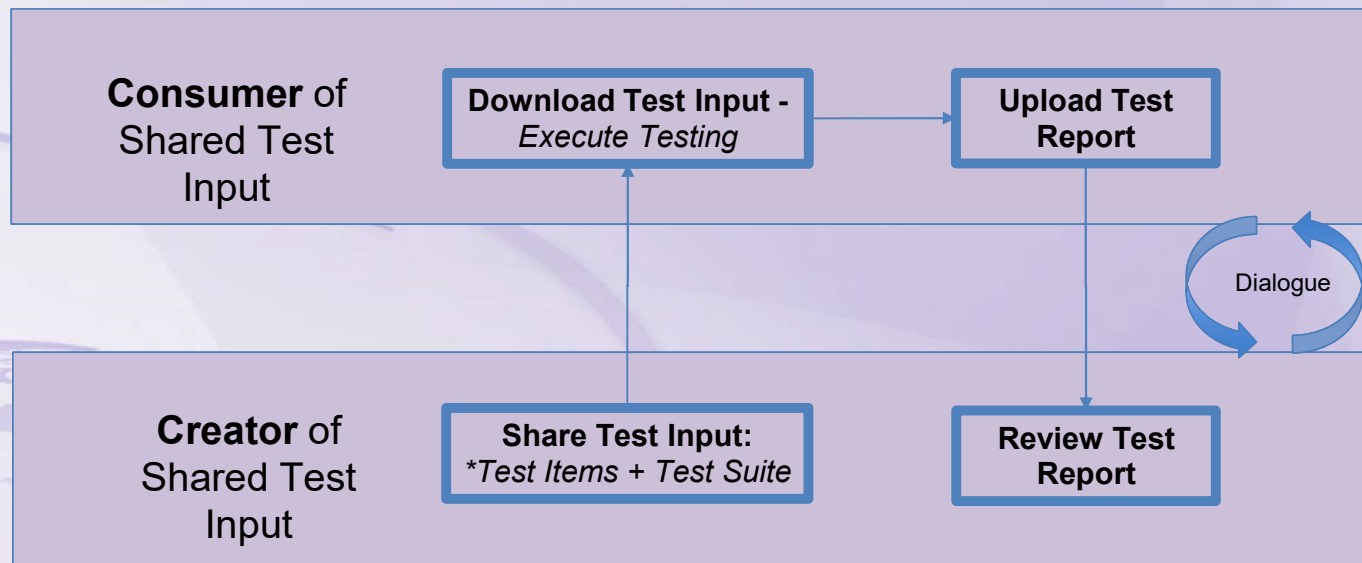 Consumer of
Shared Test
Input
Download Test Input -
Execute Testing
Upload Test
Report
Dialogue
Creator of
Shared Test
Input
Share Test Input:
*Test Items + Test Suite
Review Test
Report